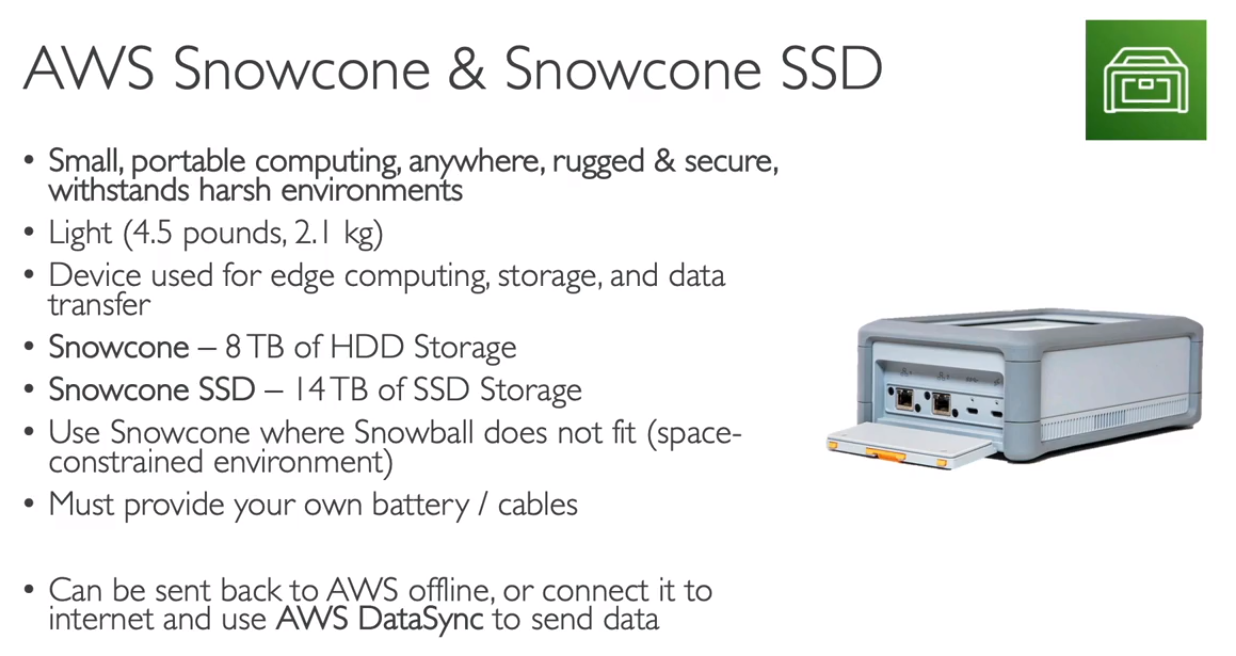 AWS Snowcone & Snowcone SSD
• Small, portable computing, anywhere, rugged & secure,
withstands harsh environments
• Light (4.5 pounds, 2.1 kg)
• Device used for edge computing, storage, and data
transfer
• Snowcone – 8 TB of HDD Storage
• Snowcone SSD – 14 TB of SSD Storage
• Use Snowcone where Snowball does not fit (space-
constrained environment)
• Must provide your own battery / cables
• Can be sent back to AWS offline, or connect it to
internet and use AWS DataSync to send data